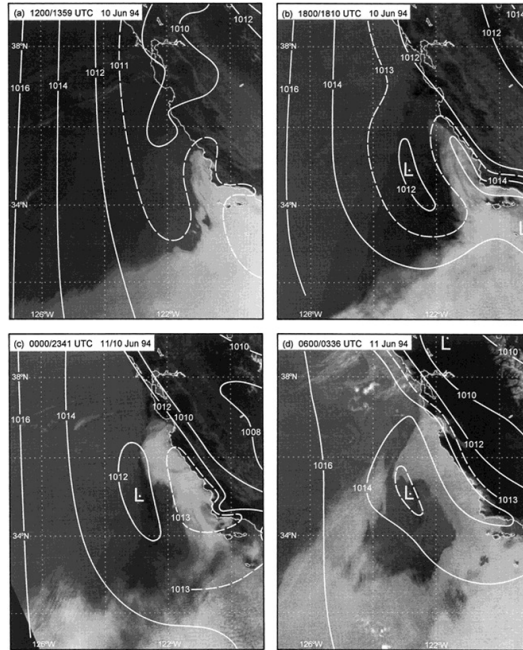 (a) 1200/1359 UTC 10 Jun 94
1010
1012
38°N
1016
1014
1012
1011
34°N
126°W
122°W
(b) 1800/1810 UTC 10 Jun 94
1012
38°N
1012
1013
1016
1014
L
1012
1014
34°N
L
126°W
122°W
(c) 0000/2341 UTC 11/10 Jun 94
1010
38°N
1012
1010
1016
1014
1008
1012
L
1013
34°N
1013
126°W
122°W
(d) 0600/0336 UTC 11 Jun 94
L
1010
38°N
1010
1012
1016
1014
L
1013
34°N
126°W
122°W